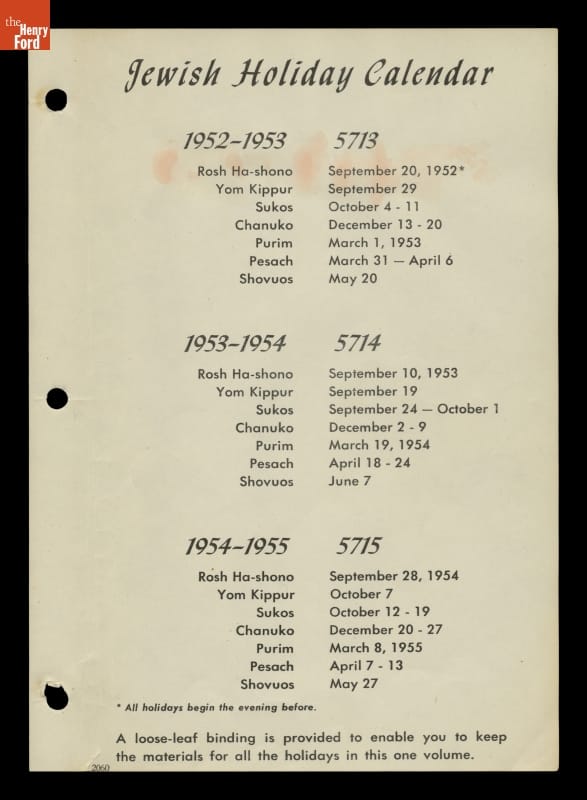 the
Henry
Ford
Jewish Holiday Calendar
1952–1953 5713
Rosh Ha-shono September 20, 1952*
Yom Kippur September 29
Sukos October 4 - 11
Chanuko December 13 - 20
Purim March 1, 1953
Pesach March 31 — April 6
Shovuos May 20
1953–1954 5714
Rosh Ha-shono September 10, 1953
Yom Kippur September 19
Sukos September 24 — October 1
Chanuko December 2 - 9
Purim March 19, 1954
Pesach April 18 - 24
Shovuos June 7
1954–1955 5715
Rosh Ha-shono September 28, 1954
Yom Kippur October 7
Sukos October 12 - 19
Chanuko December 20 - 27
Purim March 8, 1955
Pesach April 7 - 13
Shovuos May 27
* All holidays begin the evening before.
A loose-leaf binding is provided to enable you to keep
the materials for all the holidays in this one volume.
2060